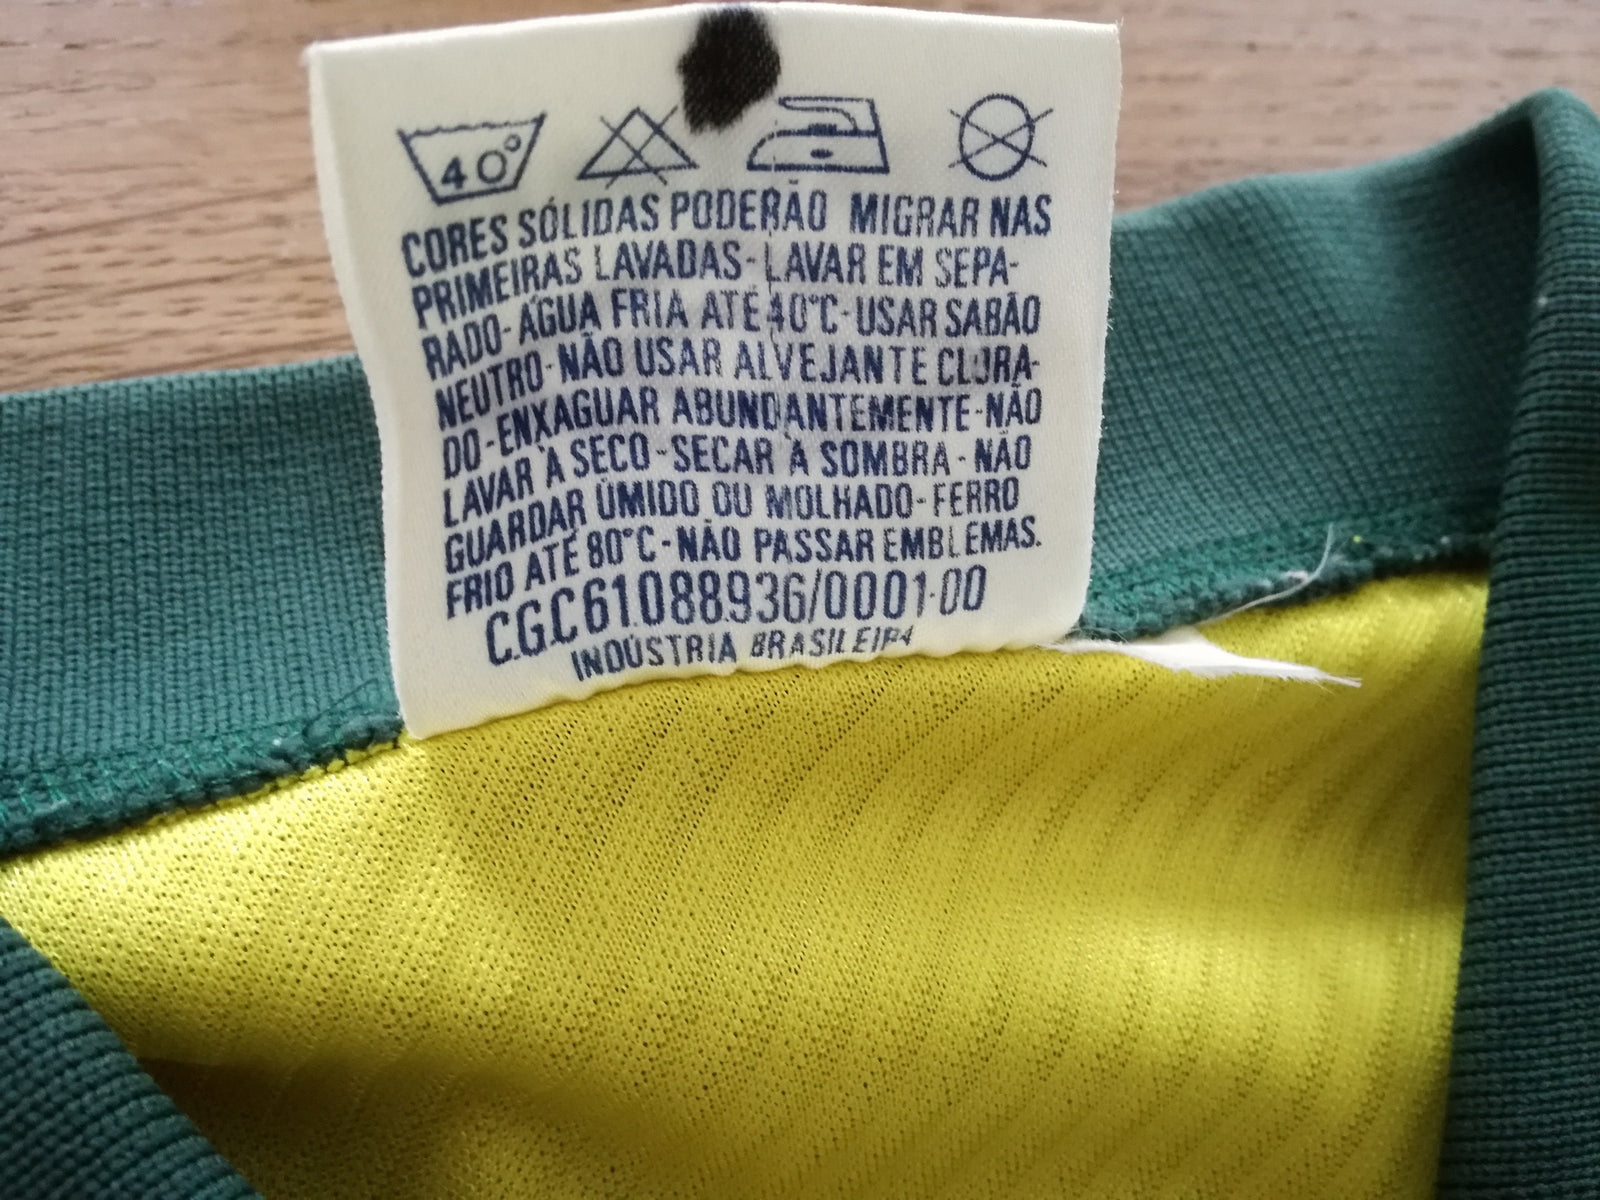 40°
CORES SÓLIDAS PODERÃO MIGRAR NAS
PRIMEIRAS LAVADAS-LAVAR EM SEPA-
RADO-ÁGUA FRIA ATÉ 40°C-USAR SABÃO
NEUTRO-NÃO USAR ALVEJANTE CLORA-
DO-ENXAGUAR ABUNDANTEMENTE-NÃO
LAVAR À SECO-SECAR À SOMBRA-NÃO
GUARDAR ÚMIDO OU MOLHADO-FERRO
FRIO ATÉ 80°C-NÃO PASSAR EMBLEMAS.
C.G.C 61.088.936/0001-00
INDÚSTRIA BRASILEIRA